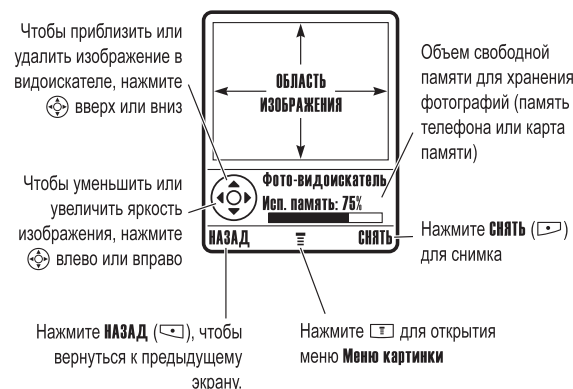 Чтобы приблизить или
удалить изображение в
видоискателе, нажмите
вверх или вниз
Чтобы уменьшить или
увеличить яркость
изображения, нажмите
влево или вправо
ОБЛАСТЬ
ИЗОБРАЖЕНИЯ
Фото-видоискатель
Исп. память: 75%
НАЗАД
СНЯТЬ
Объем свободной
памяти для хранения
фотографий (память
телефона или карта
памяти)
Нажмите СНЯТЬ ( )
для снимка
Нажмите НАЗАД ( ), чтобы
вернуться к предыдущему
экрану.
Нажмите для открытия
меню Меню картинки